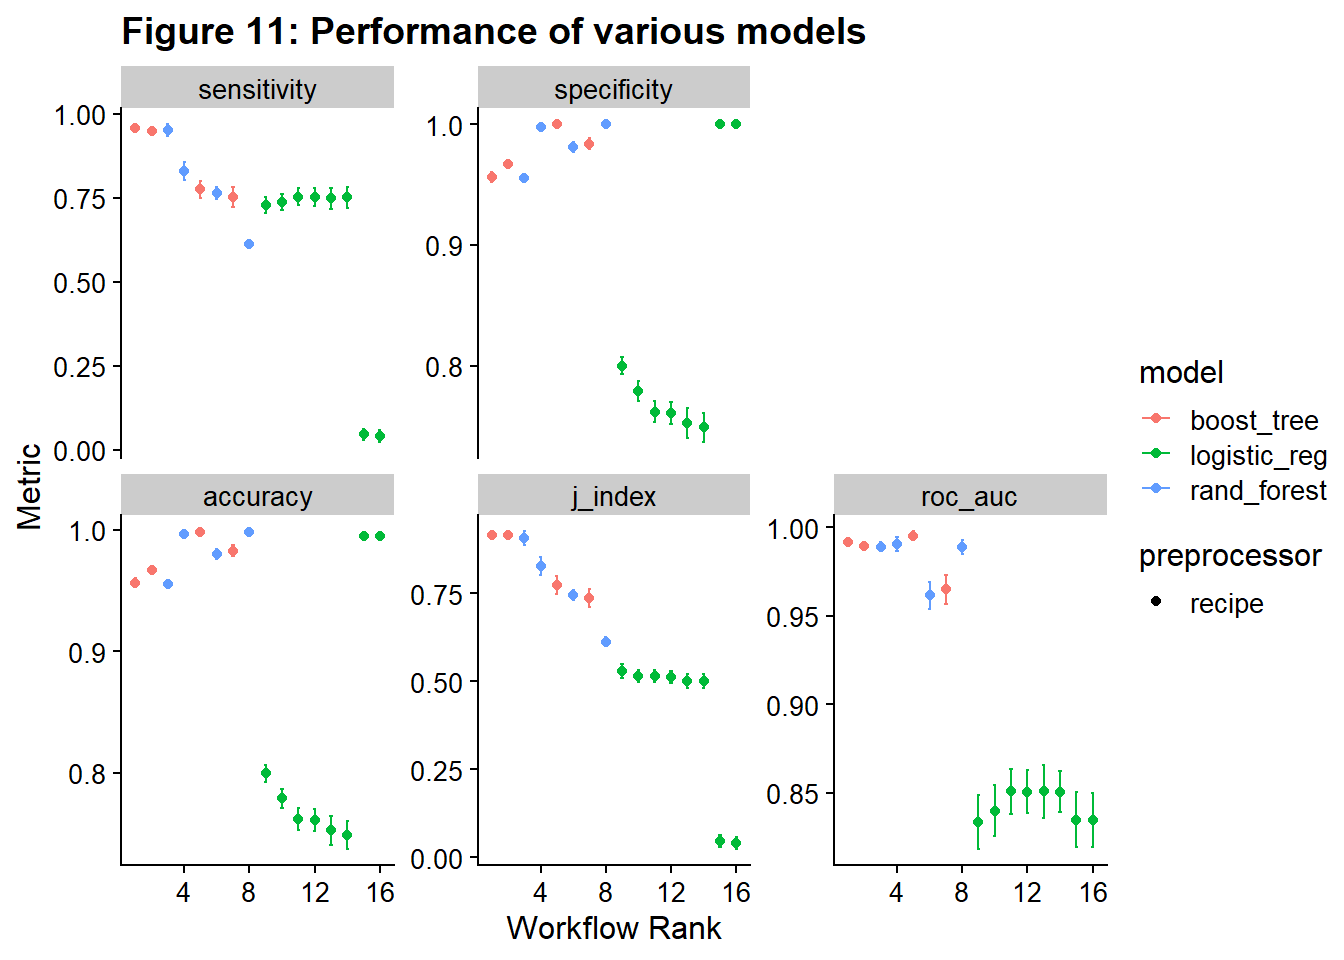 Figure 11: Performance of various models
sensitivity
specificity
1.00
0.75
0.50
0.25
0.00
1.0
0.9
0.8
Metric
accuracy
j_index
roc_auc
1.0
0.9
0.8
0.75
0.50
0.25
0.00
1.00
0.95
0.90
0.85
4 8 12 16
4 8 12 16
4 8 12 16
Workflow Rank
model
boost_tree
logistic_reg
rand_forest
preprocessor
recipe